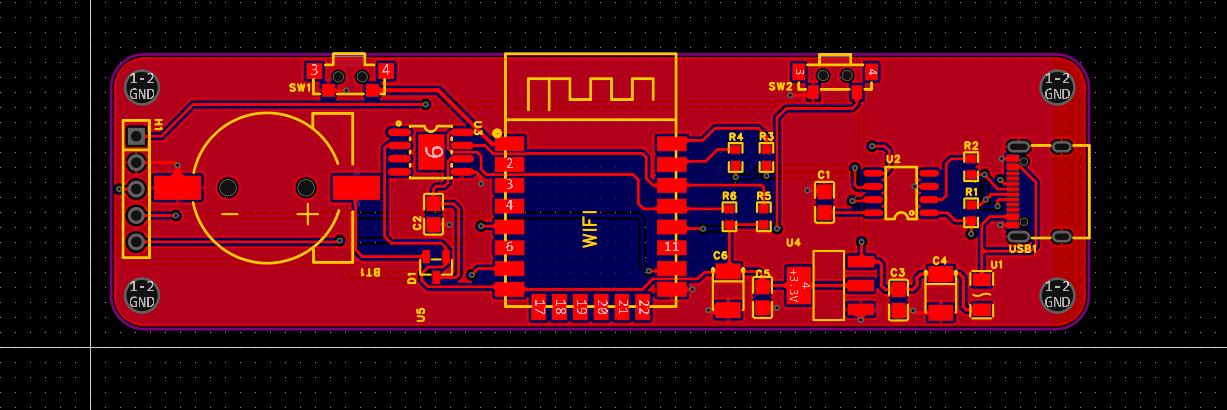 1-2
GND
3
4
SW1
3
4
SW2
1-2
GND
H1
U3
9
2
3
4
6
11
WIFI
R4
R3
R6
R5
C1
U2
R2
R1
USB1
C2
D1
BT1
U5
17
18
19
20
21
22
C6
C5
U4
+3.3V
4
C3
C4
U1
1-2
GND
1-2
GND